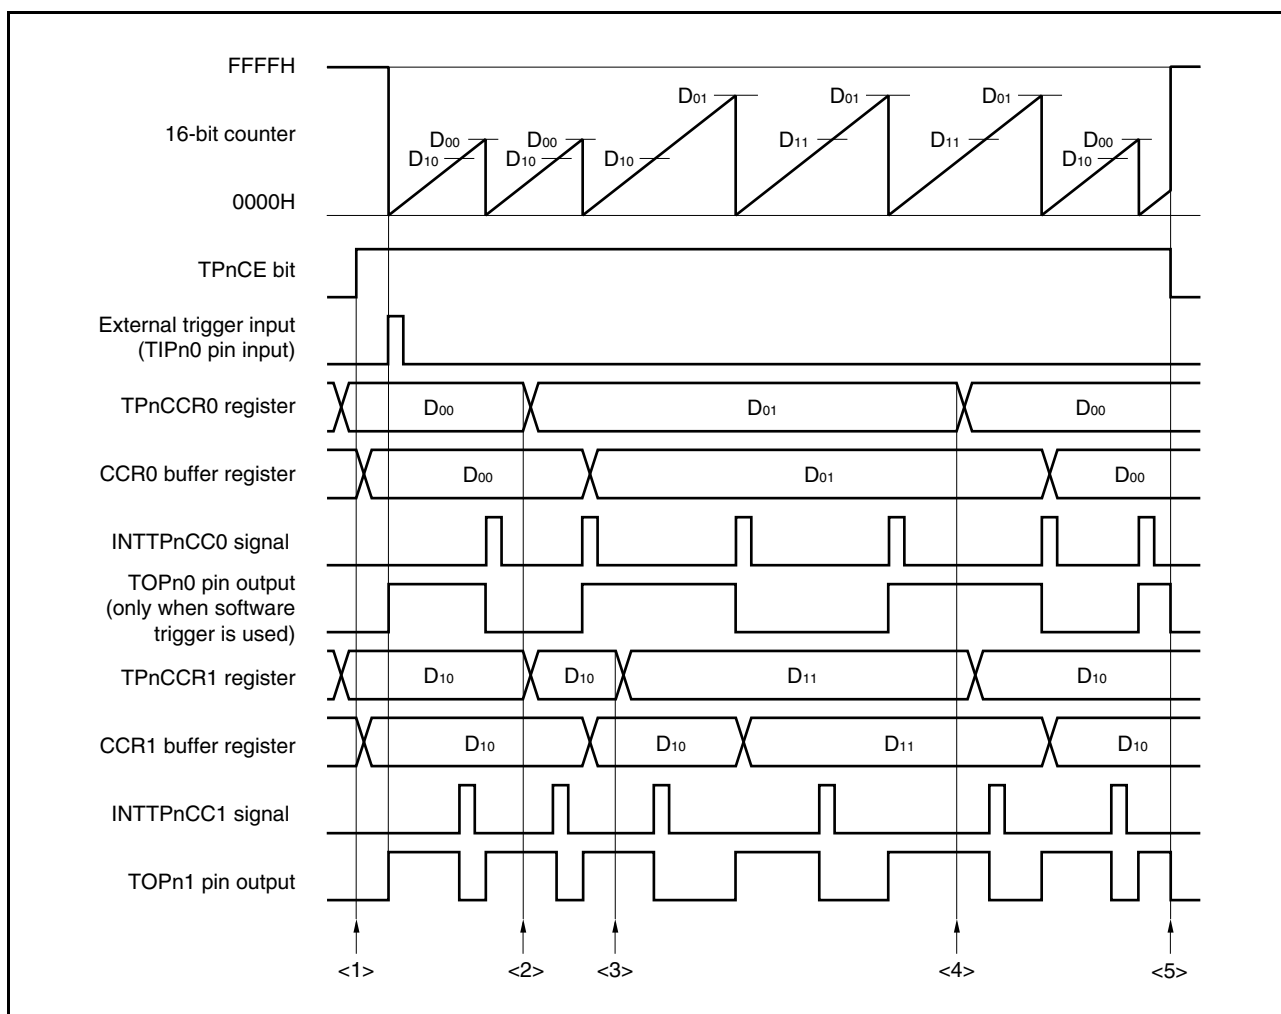 FFFFH
D01 D01 D01
16-bit counter
D00 D00 D11 D11 D00
D10 D10 D10 D10
0000H
TPnCE bit
External trigger input
(TIPn0 pin input)
TPnCCR0 register D00 D01 D00
CCR0 buffer register D00 D01 D00
INTTPnCC0 signal
TOPn0 pin output
(only when software
trigger is used)
TPnCCR1 register D10 D10 D11 D10
CCR1 buffer register D10 D10 D11 D10
INTTPnCC1 signal
TOPn1 pin output
<1> <2> <3> <4> <5>